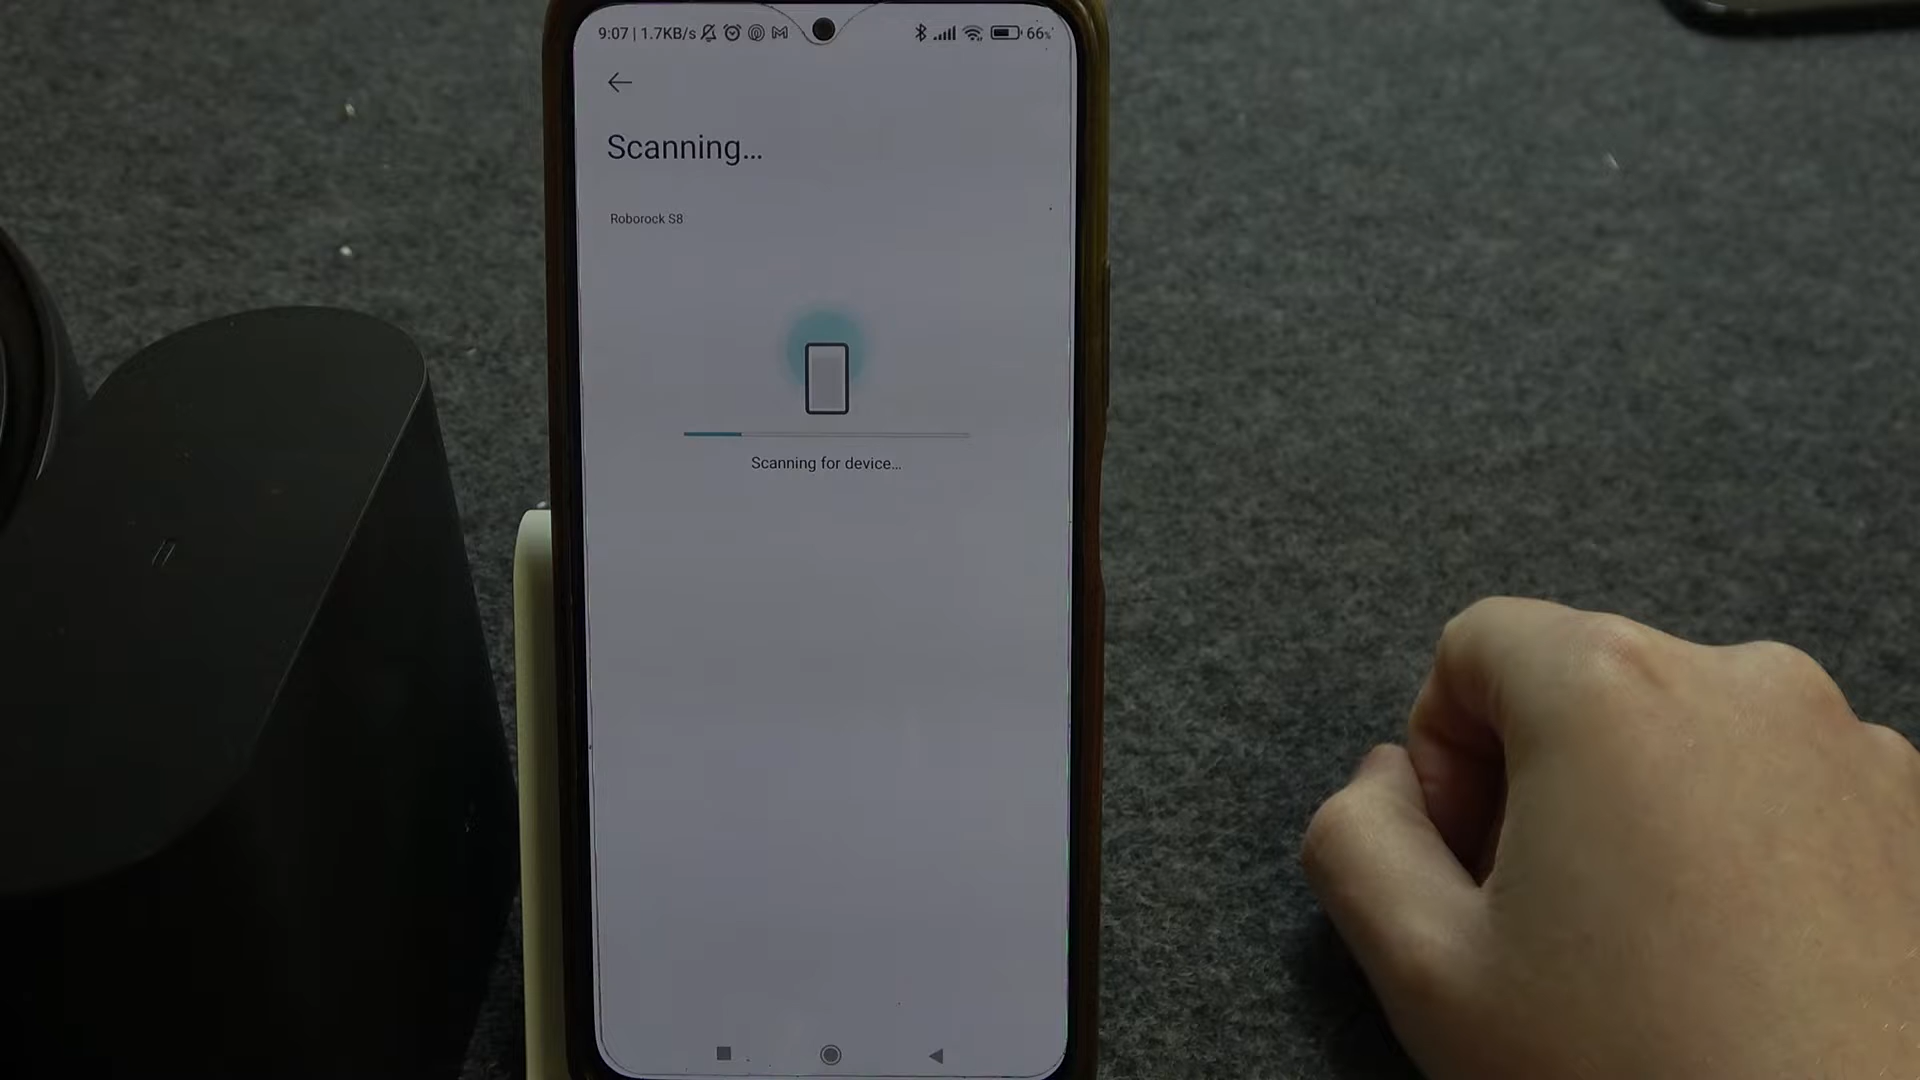 9:07 | 1.7KB/s 66%
Scanning...
Roborock S8
Scanning for device...